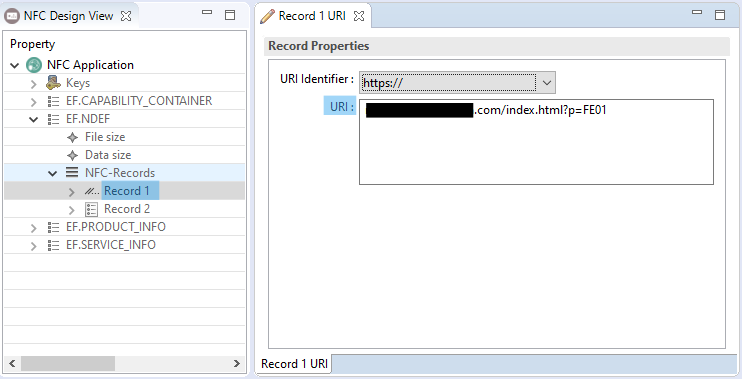 NFC Design View
Property
NFC Application
Keys
EF.CAPABILITY_CONTAINER
EF.NDEF
File size
Data size
NFC-Records
Record 1
Record 2
EF.PRODUCT_INFO
EF.SERVICE_INFO
Record 1 URI
Record Properties
URI Identifier : https://
URI : .com/index.html?p=FE01
Record 1 URI